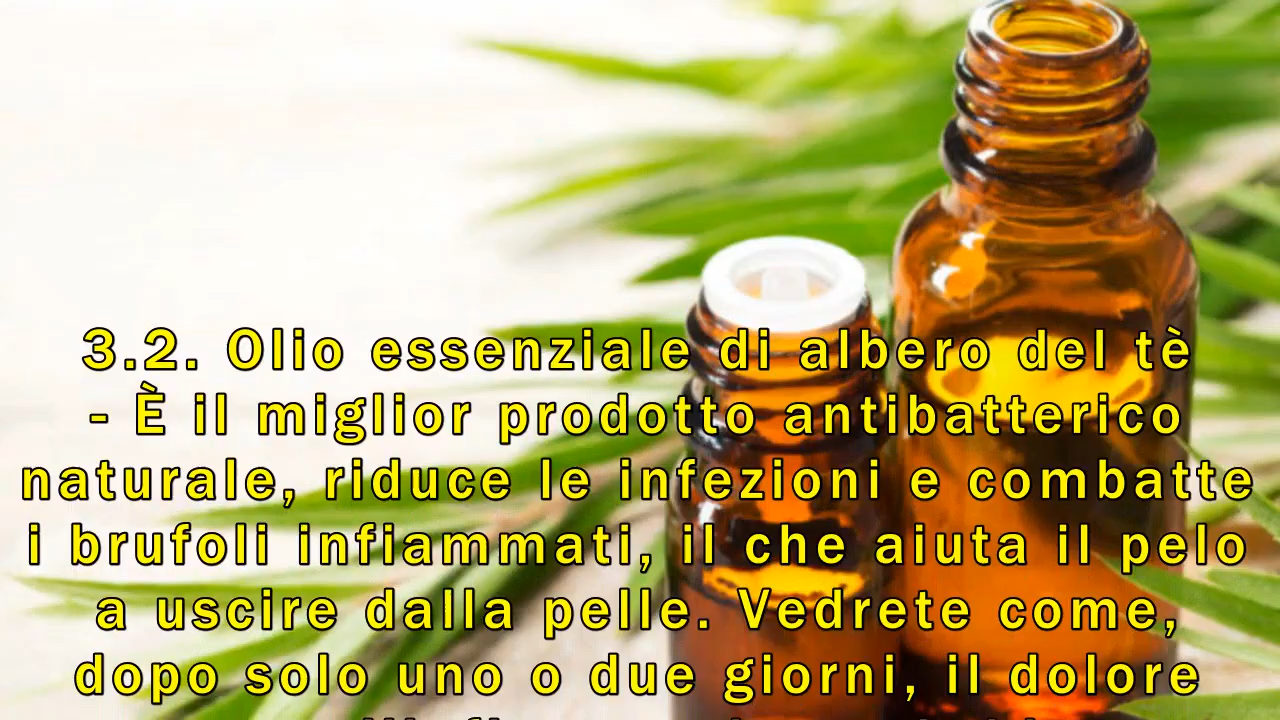 3.2. Olio essenziale di albero del tè
- È il miglior prodotto antibatterico
naturale, riduce le infezioni e combatte
i brufoli infiammati, il che aiuta il pelo
a uscire dalla pelle. Vedrete come,
dopo solo uno o due giorni, il dolore